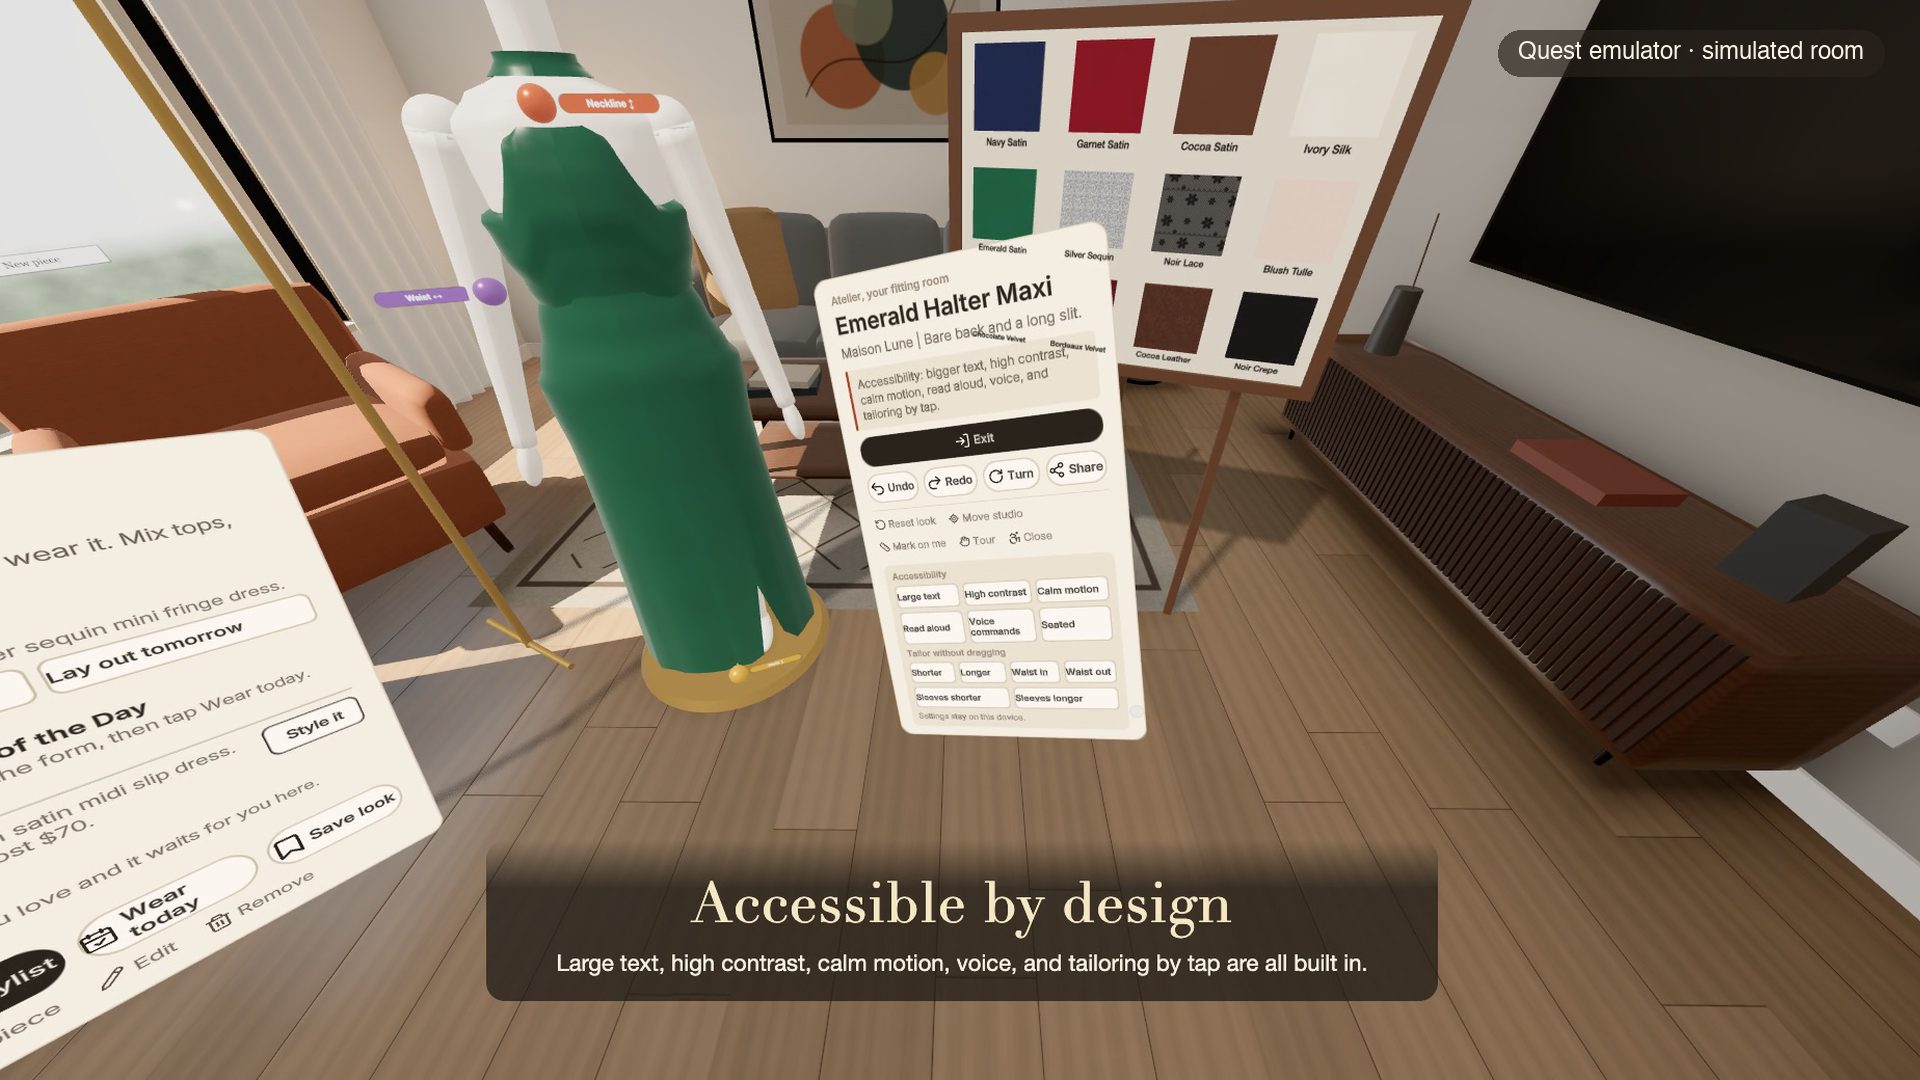 Quest emulator · simulated room
Neckline ↕
Waist ↔
New piece
Navy Satin
Garnet Satin
Cocoa Satin
Ivory Silk
Emerald Satin
Silver Sequin
Noir Lace
Blush Tulle
Chocolate Velvet
Bordeaux Velvet
Cocoa Leather
Noir Crepe
Atelier, your fitting room
Emerald Halter Maxi
Maison Lune | Bare back and a long slit.
Accessibility: bigger text, high contrast,
calm motion, read aloud, voice, and
tailoring by tap.
Exit
Undo Redo Turn Share
Reset look Move studio
Mark on me Tour Close
Accessibility
Large text High contrast Calm motion
Read aloud Voice commands Seated
Tailor without dragging
Shorter Longer Waist in Waist out
Sleeves shorter Sleeves longer
Settings stay on this device.
wear it. Mix tops,
sequin mini fringe dress.
Lay out tomorrow
of the Day
the form, then tap Wear today.
Style it
satin midi slip dress.
$70.
love and it waits for you here.
Save look
Wear today
Remove
Edit
Accessible by design
Large text, high contrast, calm motion, voice, and tailoring by tap are all built in.